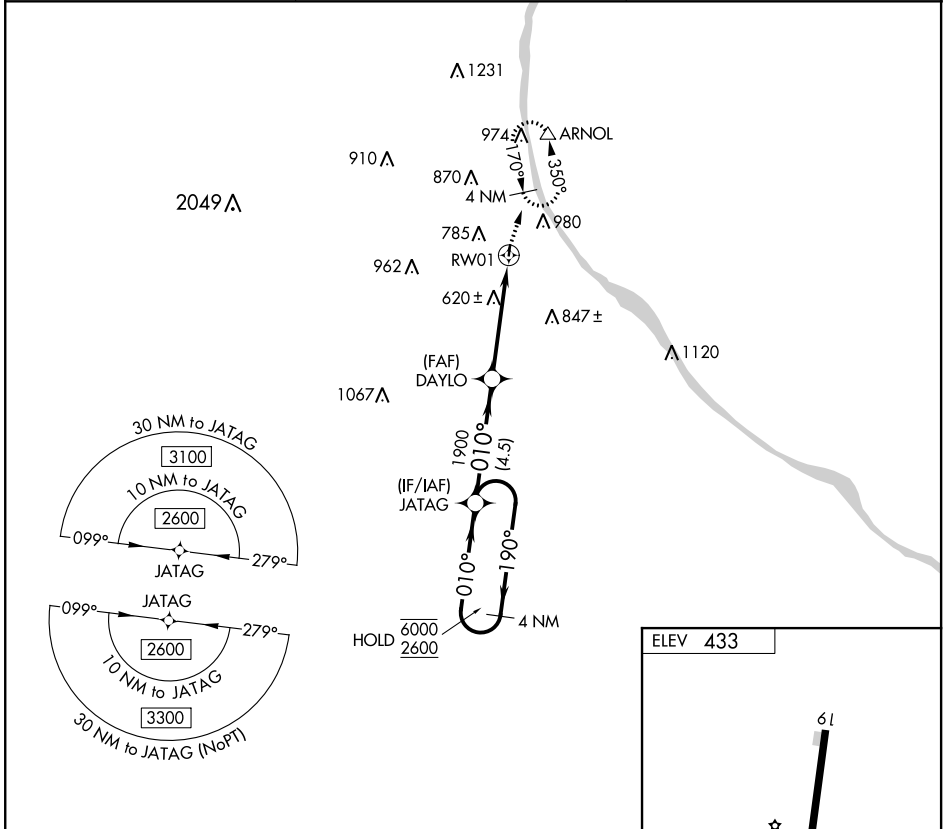 1231
974
ARNOL
910
870
170°
350°
4 NM
2049
980
785
RW01
962
620 ±
847 ±
1120
(FAF)
DAYLO
1067
1900
010°
(4.5)
30 NM to JATAG
3100
10 NM to JATAG
2600
099°
279°
JATAG
(IF/IAF)
JATAG
010°
190°
HOLD
6000
2600
4 NM
JATAG
099°
279°
2600
10 NM to JATAG
3300
30 NM to JATAG (NoPT)
ELEV 433
19